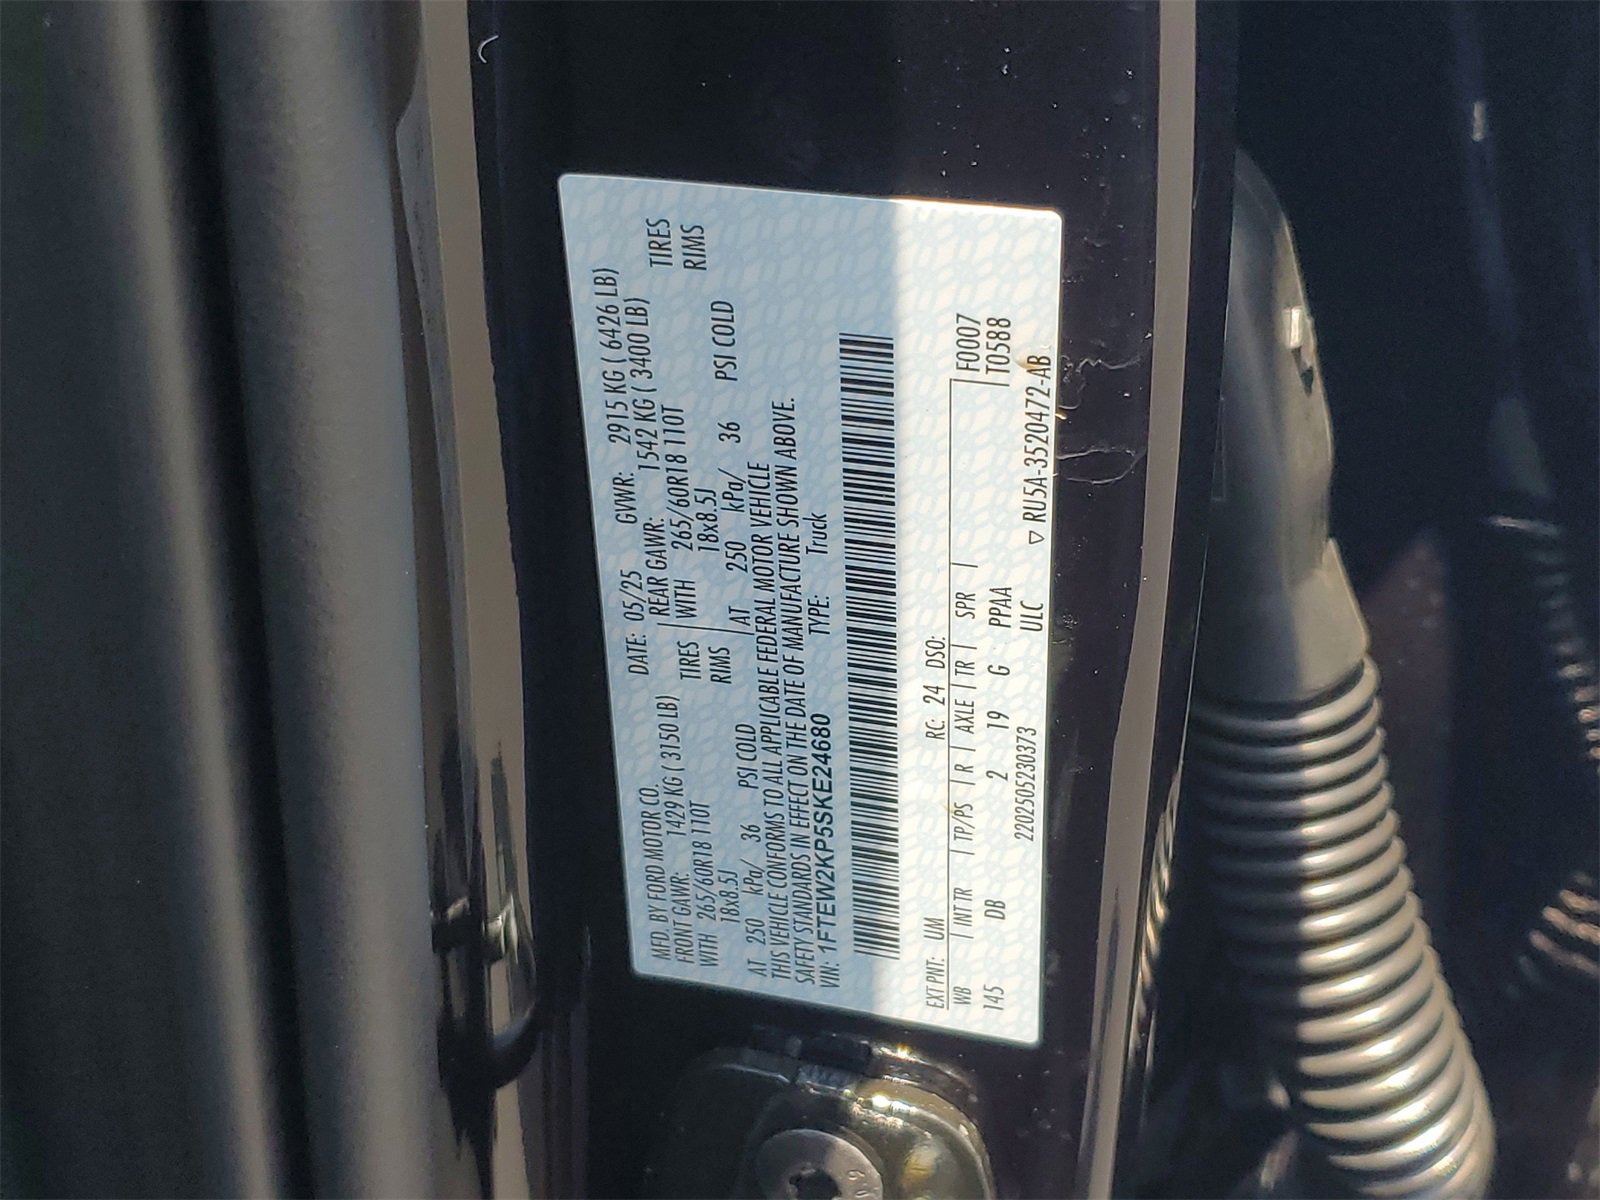 MFD. BY FORD MOTOR CO. DATE: 05/25 GVWR: 2915 KG ( 6426 LB)
FRONT GAWR: 1429 KG ( 3150 LB) REAR GAWR: 1542 KG ( 3400 LB)
WITH 265/60R18 110T TIRES WITH 265/60R18 110T TIRES
18x8.5J RIMS 18x8.5J RIMS
AT 250 kPa/ 36 PSI COLD AT 250 kPa/ 36 PSI COLD
THIS VEHICLE CONFORMS TO ALL APPLICABLE FEDERAL MOTOR VEHICLE
SAFETY STANDARDS IN EFFECT ON THE DATE OF MANUFACTURE SHOWN ABOVE.
VIN: 1FTEW2KP5SKE24680 TYPE: Truck
EXT PNT: UM RC: 24 DSO:
WB INT TR TP/PS R AXLE TR SPR F0007
145 DB 2 19 G PPAA T0588
2202505230373 ULC ▽ RU5A-3520472-AB